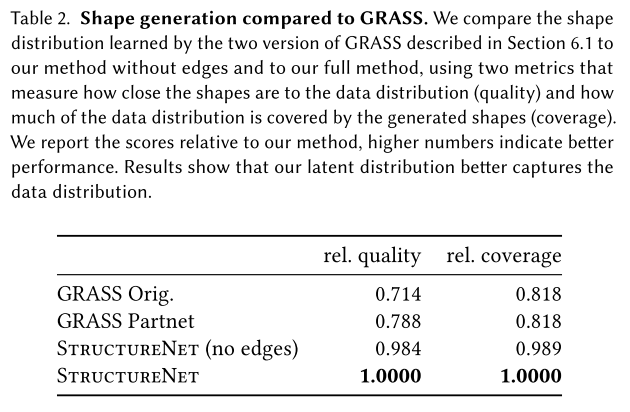 Table 2. Shape generation compared to GRASS. We compare the shape
distribution learned by the two version of GRASS described in Section 6.1 to
our method without edges and to our full method, using two metrics that
measure how close the shapes are to the data distribution (quality) and how
much of the data distribution is covered by the generated shapes (coverage).
We report the scores relative to our method, higher numbers indicate better
performance. Results show that our latent distribution better captures the
data distribution.
rel. quality rel. coverage
GRASS Orig. 0.714 0.818
GRASS Partnet 0.788 0.818
StructureNet (no edges) 0.984 0.989
StructureNet 1.0000 1.0000